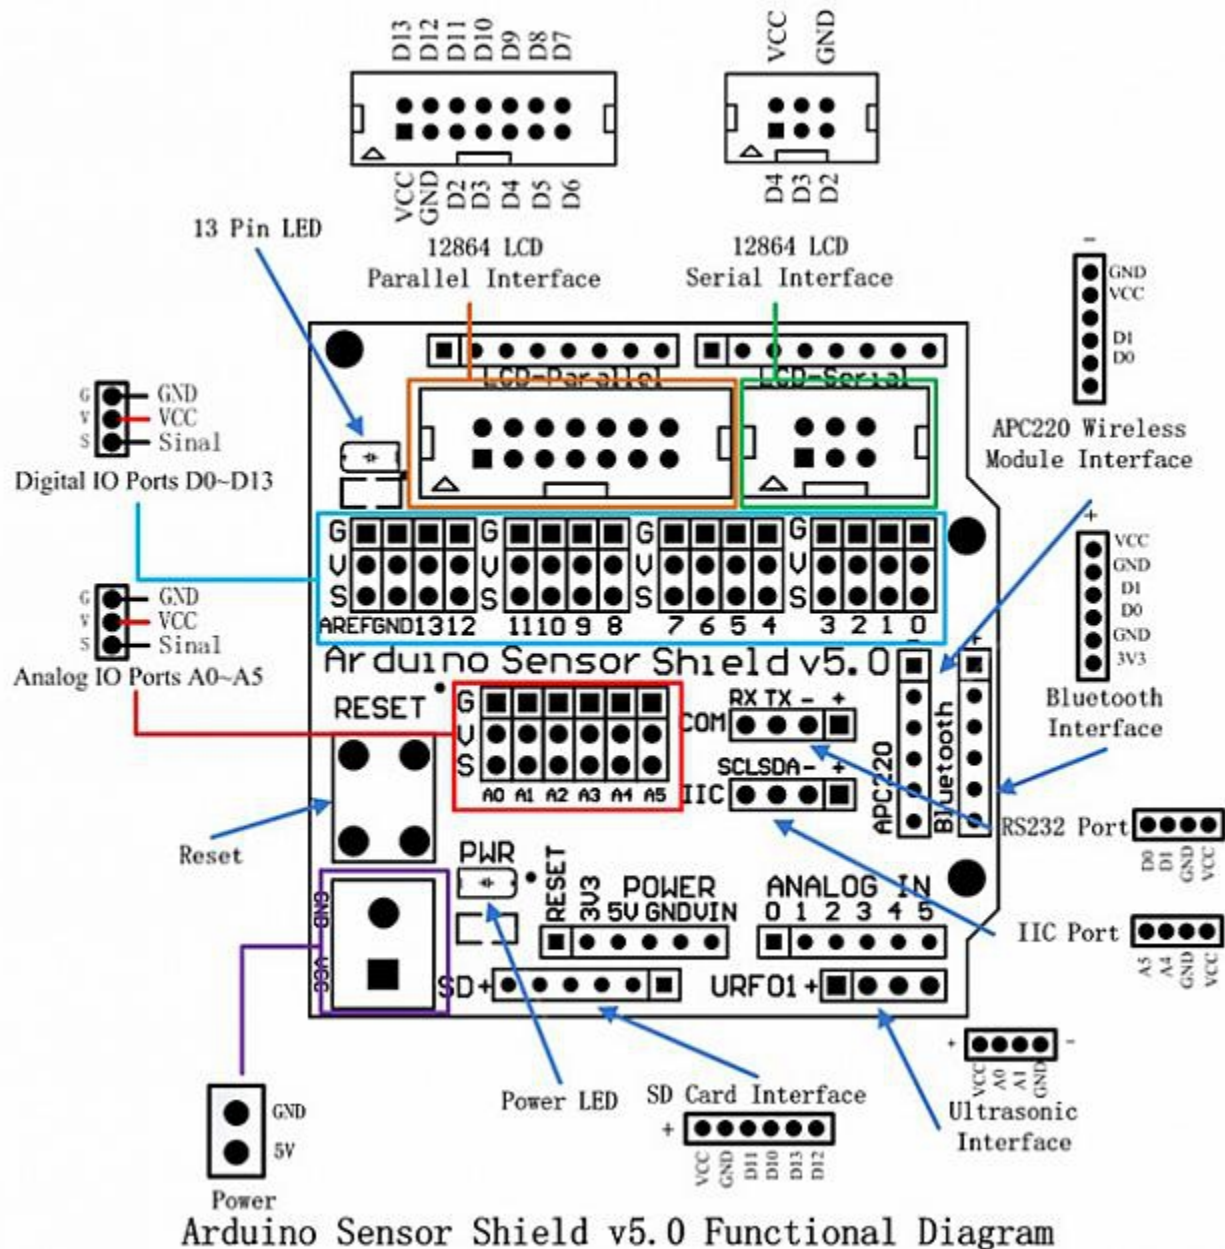 D13 D12 D11 D10 D9 D8 D7
VCC GND
VCC GND D2 D3 D4 D5 D6
D4 D3 D2
13 Pin LED
12864 LCD
Parallel Interface
12864 LCD
Serial Interface
-
GND
VCC
D1
D0
APC220 Wireless
Module Interface
LCD-Parallel
LCD-Serial
G GND
V VCC
S Sinal
Digital IO Ports D0~D13
G GND
V VCC
S Sinal
Analog IO Ports A0~A5
G G G G
V V V V
S S S S
AREF GND 13 12 11 10 9 8 7 6 5 4 3 2 1 0
- +
Arduino Sensor Shield v5.0
+
VCC
GND
D1
D0
GND
3V3
Bluetooth
Interface
RESET
G
V
S
A0 A1 A2 A3 A4 A5
RX TX - +
COM
SCL SDA - +
IIC
APC220
Bluetooth
Reset
RS232 Port
D0 D1 GND VCC
IIC Port
A5 A4 GND VCC
PWR
RESET
3V3
POWER
5V GND VIN
ANALOG IN
0 1 2 3 4 5
GND
VCC
SD+
URF01+
GND
5V
Power
Power LED
SD Card Interface
+
VCC GND D11 D10 D13 D12
+ -
VCC A0 A1 GND
Ultrasonic
Interface
Arduino Sensor Shield v5.0 Functional Diagram